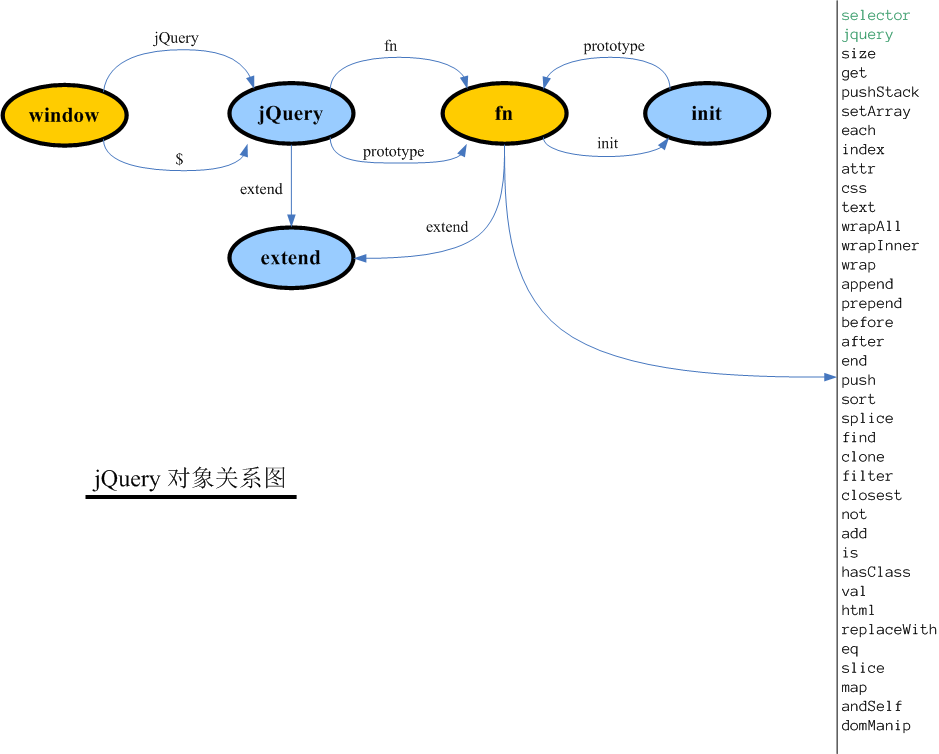 jQuery
fn
prototype
window
jQuery
fn
init
$
prototype
init
extend
extend
extend
jQuery 对象关系图
selector
jquery
size
get
pushStack
setArray
each
index
attr
css
text
wrapAll
wrapInner
wrap
append
prepend
before
after
end
push
sort
splice
find
clone
filter
closest
not
add
is
hasClass
val
html
replaceWith
eq
slice
map
andSelf
domManip